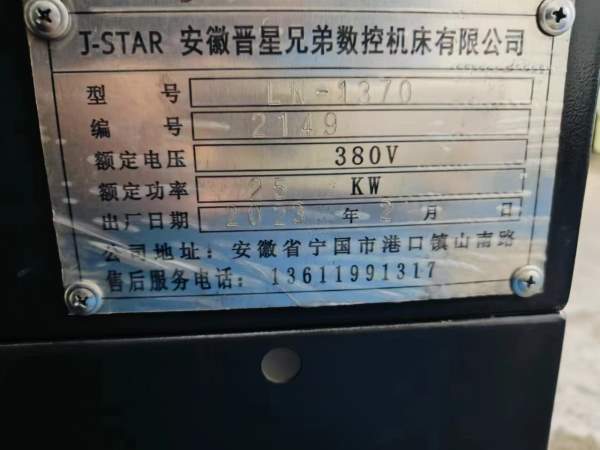 J-STAR 安徽晋星兄弟数控机床有限公司
型 号 LK-1370
编 号 2149
额定电压 380V
额定功率 25 KW
出厂日期 2023 年 2 月 日
公司地址：安徽省宁国市港口镇山南路
售后服务电话：13611991317